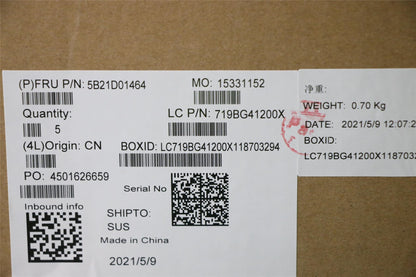 (P)FRU P/N: 5B21D01464
MO: 15331152
Quantity:
5
LC P/N: 719BG41200X
(4L)Origin: CN
BOXID: LC719BG41200X118703294
PO: 4501626659
Serial No
Inbound info
SHIPTO:
SUS
Made in China
2021/5/9
净重:
WEIGHT: 0.70 Kg
DATE: 2021/5/9 12:07:2
BOXID:
LC719BG41200X118703